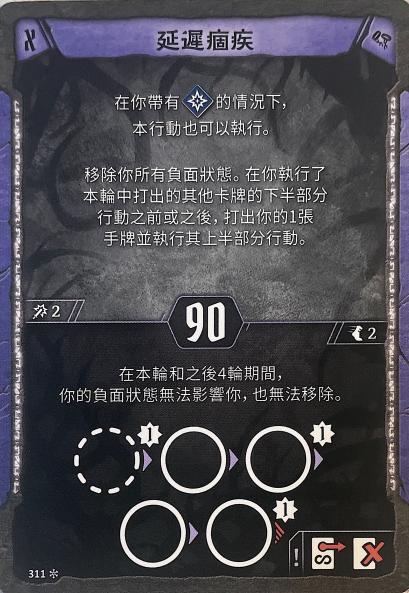 延遲痼疾
在你帶有 的情況下，
本行動也可以執行。
移除你所有負面狀態。在你執行了
本輪中打出的其他卡牌的下半部分
行動之前或之後，打出你的1張
手牌並執行其上半部分行動。
2
90
2
在本輪和之後4輪期間，
你的負面狀態無法影響你，也無法移除。
1
1
1
!
311